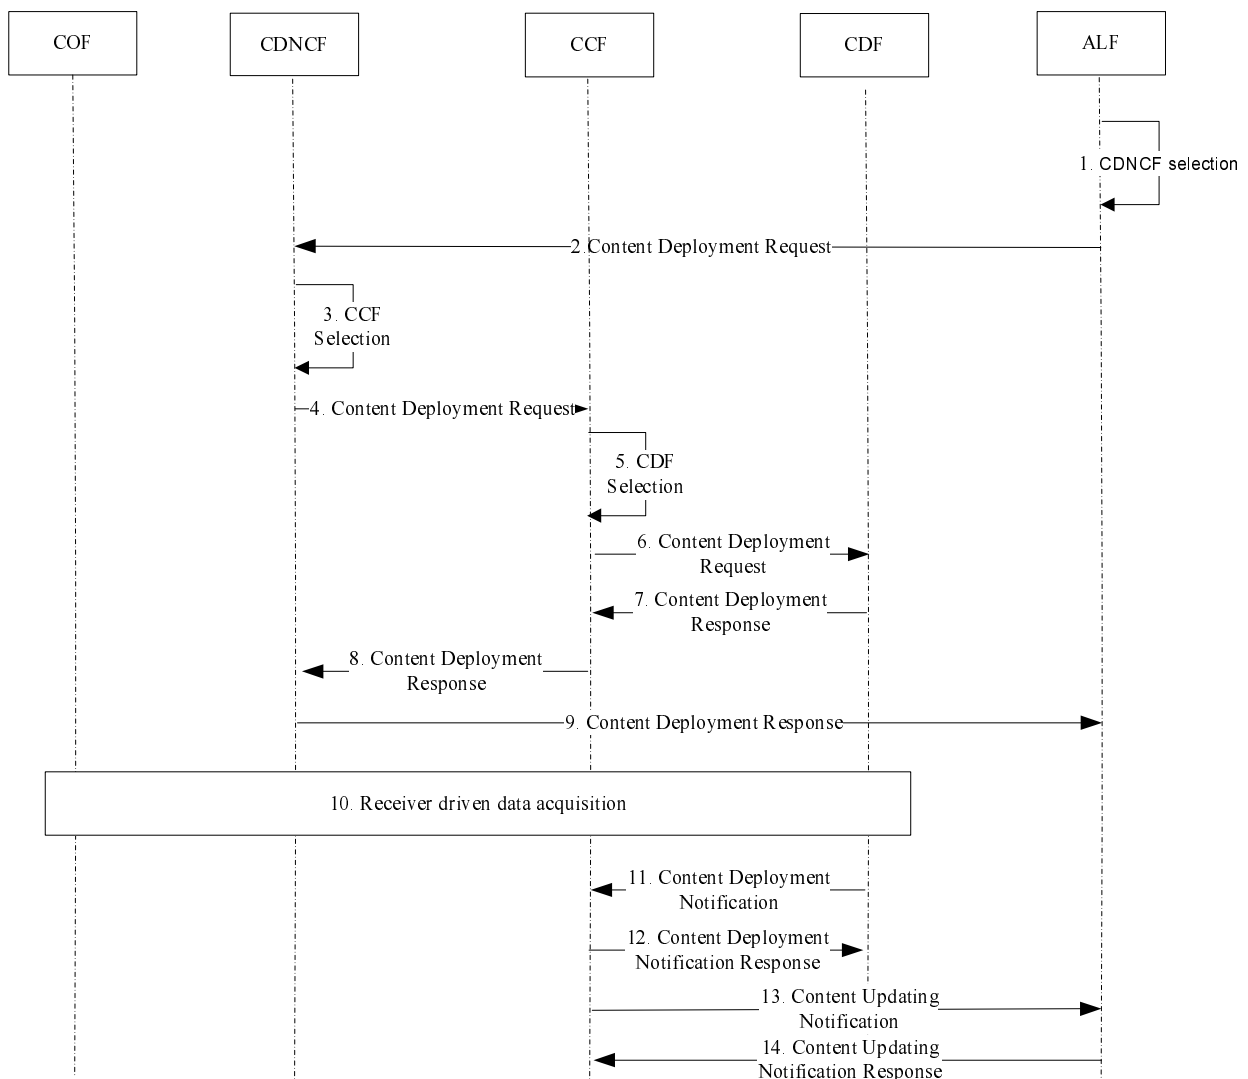 COF
CDNCF
CCF
CDF
ALF
1. CDNCF selection
2.Content Deployment Request
3. CCF
Selection
4. Content Deployment Request
5. CDF
Selection
6. Content Deployment
Request
7. Content Deployment
Response
8. Content Deployment
Response
9. Content Deployment Response
10. Receiver driven data acquisition
11. Content Deployment
Notification
12. Content Deployment
Notification Response
13. Content Updating
Notification
14. Content Updating
Notification Response